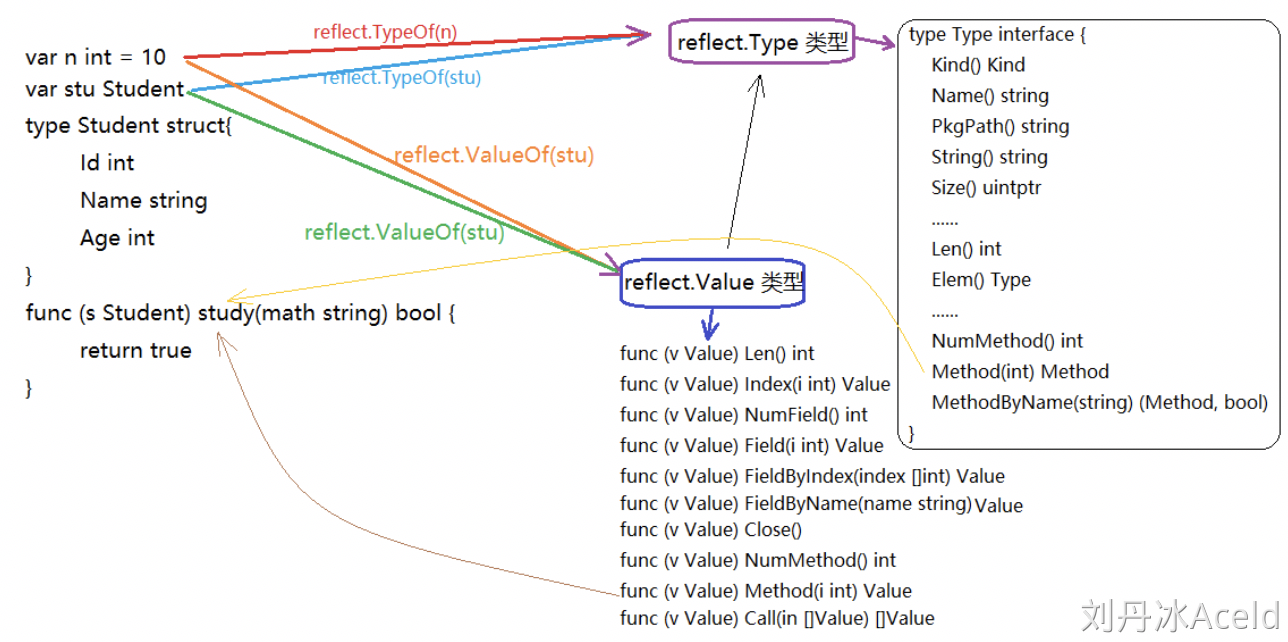 var n int = 10
var stu Student
type Student struct{
Id int
Name string
Age int
}
func (s Student) study(math string) bool {
return true
}
reflect.TypeOf(n)
reflect.TypeOf(stu)
reflect.ValueOf(stu)
reflect.ValueOf(stu)
reflect.Type 类型
reflect.Value 类型
func (v Value) Len() int
func (v Value) Index(i int) Value
func (v Value) NumField() int
func (v Value) Field(i int) Value
func (v Value) FieldByIndex(index []int) Value
func (v Value) FieldByName(name string) Value
func (v Value) Close()
func (v Value) NumMethod() int
func (v Value) Method(i int) Value
func (v Value) Call(in []Value) []Value
type Type interface {
Kind() Kind
Name() string
PkgPath() string
String() string
Size() uintptr
......
Len() int
Elem() Type
......
NumMethod() int
Method(int) Method
MethodByName(string) (Method, bool)
}
刘丹冰Aceld